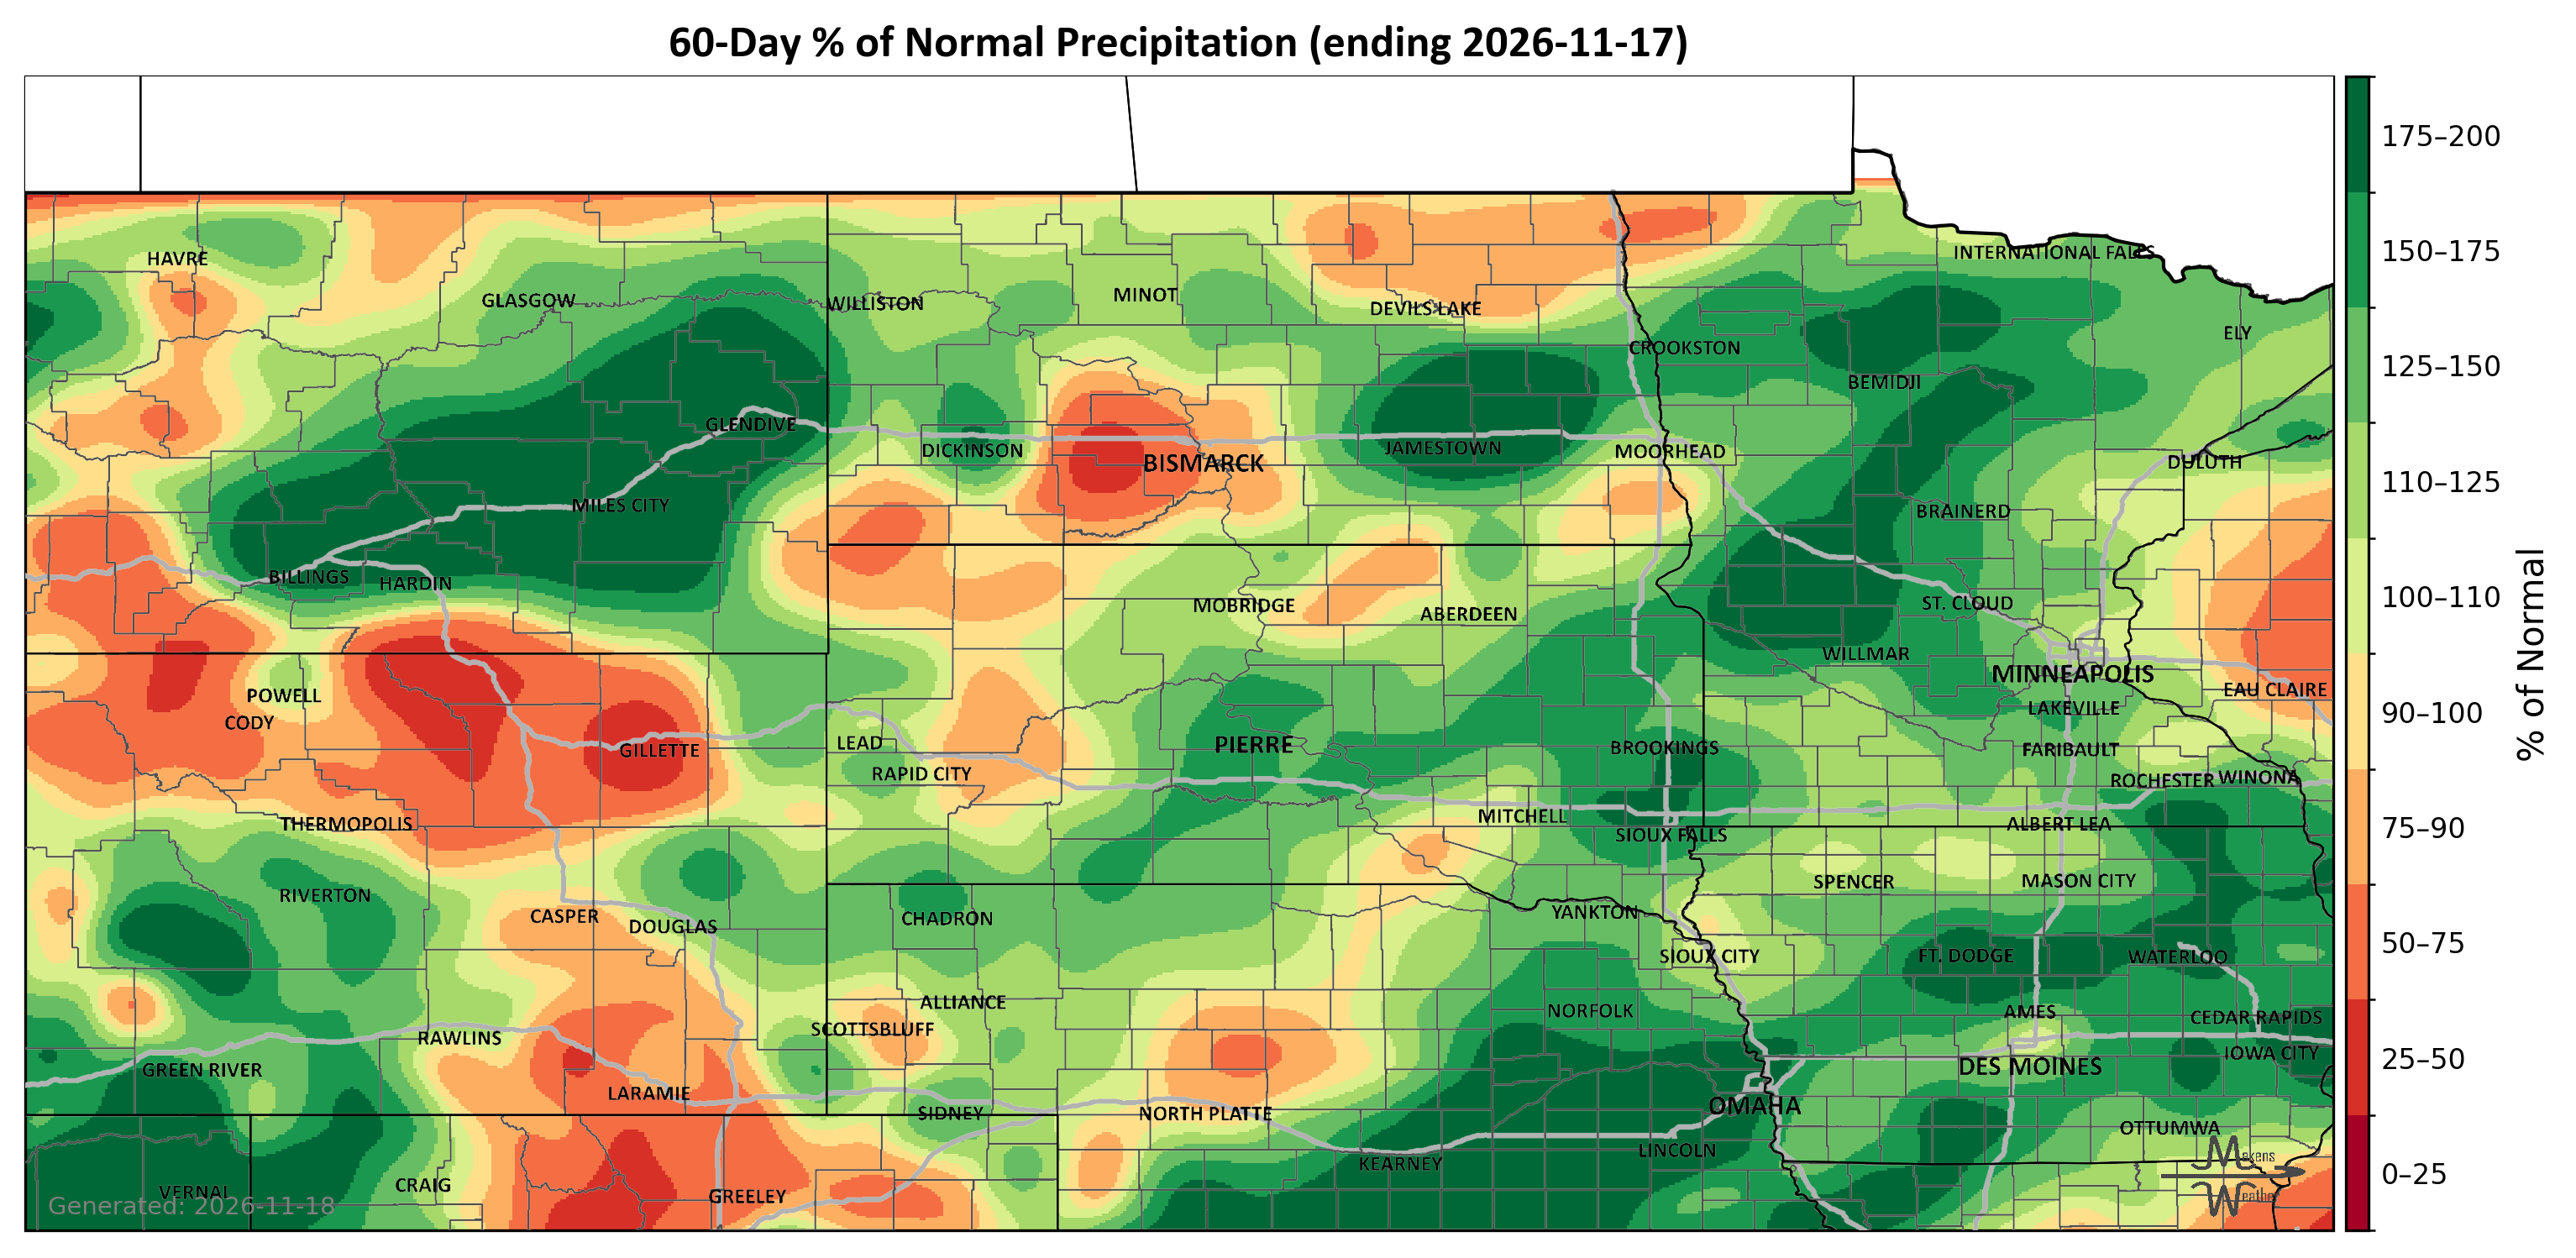 60-Day % of Normal Precipitation (ending 2026-11-17)
175–200
150–175
125–150
110–125
100–110
90–100
75–90
50–75
25–50
0–25
% of Normal
HAVRE
INTERNATIONAL FALLS
GLASGOW
WILLISTON
MINOT
DEVILS LAKE
ELY
CROOKSTON
BEMIDJI
GLENDIVE
DICKINSON
BISMARCK
JAMESTOWN
MOORHEAD
DULUTH
MILES CITY
BRAINERD
BILLINGS
HARDIN
MOBRIDGE
ABERDEEN
ST. CLOUD
WILLMAR
MINNEAPOLIS
POWELL
EAU CLAIRE
CODY
LAKEVILLE
GILLETTE
LEAD
PIERRE
BROOKINGS
FARIBAULT
RAPID CITY
ROCHESTER
WINONA
THERMOPOLIS
MITCHELL
SIOUX FALLS
ALBERT LEA
RIVERTON
SPENCER
MASON CITY
CASPER
DOUGLAS
CHADRON
YANKTON
SIOUX CITY
FT. DODGE
WATERLOO
ALLIANCE
NORFOLK
AMES
CEDAR RAPIDS
SCOTTSBLUFF
RAWLINS
IOWA CITY
GREEN RIVER
DES MOINES
LARAMIE
OMAHA
SIDNEY
NORTH PLATTE
OTTUMWA
LINCOLN
KEARNEY
VERNAL
CRAIG
GREELEY
Generated: 2026-11-18
Makens
Weather